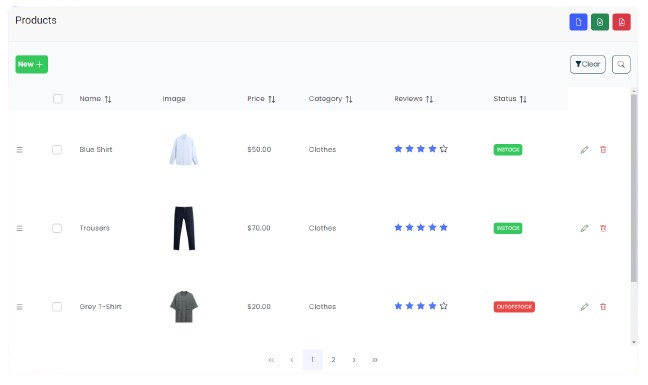 Products
New
Clear
Name Image Price Category Reviews Status
Blue Shirt $50.00 Clothes INSTOCK
Trousers $70.00 Clothes INSTOCK
Grey T-Shirt $20.00 Clothes OUTOFSTOCK
« ‹ 1 2 › »